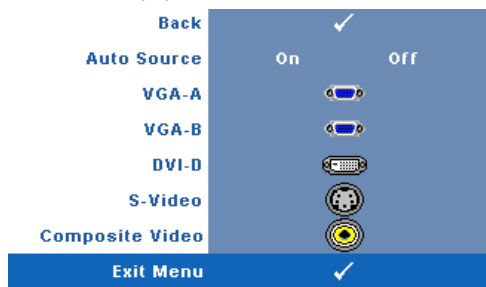 Back
Auto Source On Off
VGA-A
VGA-B
DVI-D
S-Video
Composite Video
Exit Menu